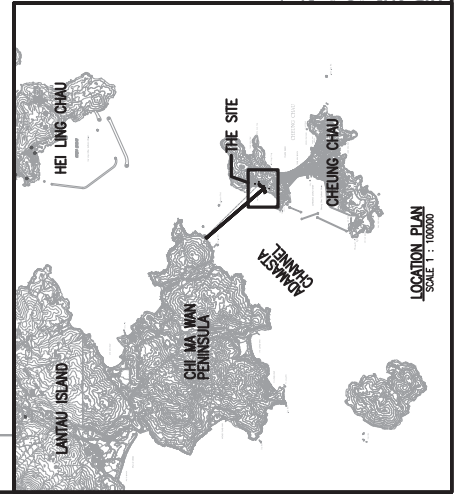 HEI LING CHAU
THE SITE
CHEUNG CHAU
ADAMASTA
CHANNEL
CHI MA WAN
PENINSULA
LANTAU ISLAND
LOCATION PLAN
SCALE 1 : 100000